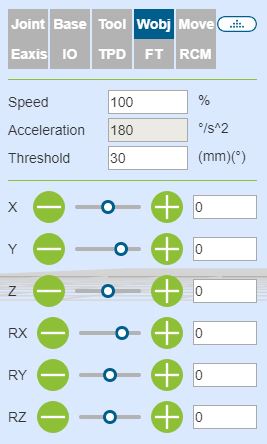 Joint Base Tool Wobj Move
Eaxis IO TPD FT RCM
Speed 100 %
Acceleration 180 °/s^2
Threshold 30 (mm)(°)
X 0
Y 0
Z 0
RX 0
RY 0
RZ 0